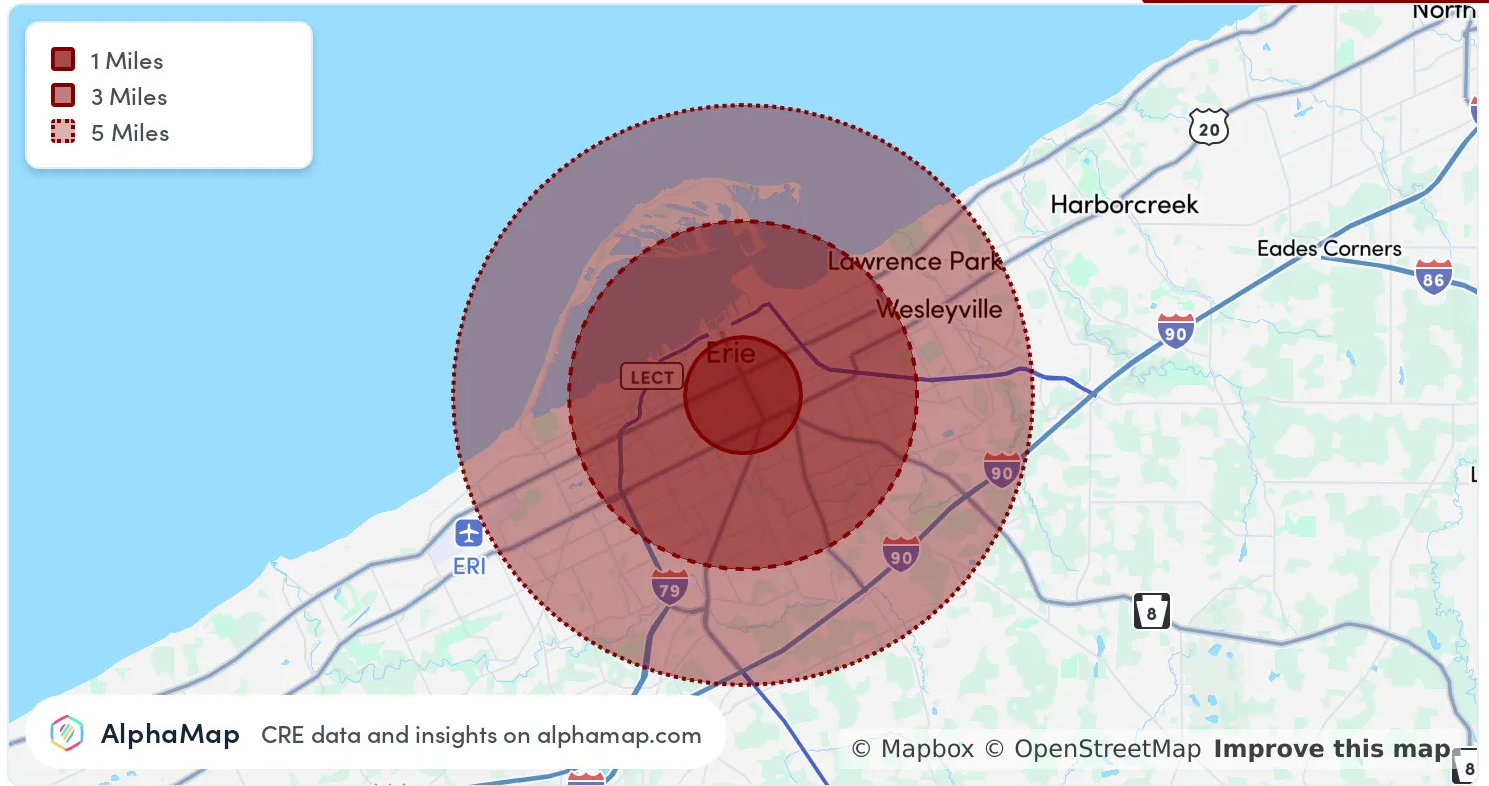 1 Miles
3 Miles
5 Miles
North
20
Harborcreek
Eades Corners
86
Lawrence Park
Wesleyville
90
Erie
LECT
90
ERI
90
79
8
AlphaMap CRE data and insights on alphamap.com
© Mapbox © OpenStreetMap Improve this map
8